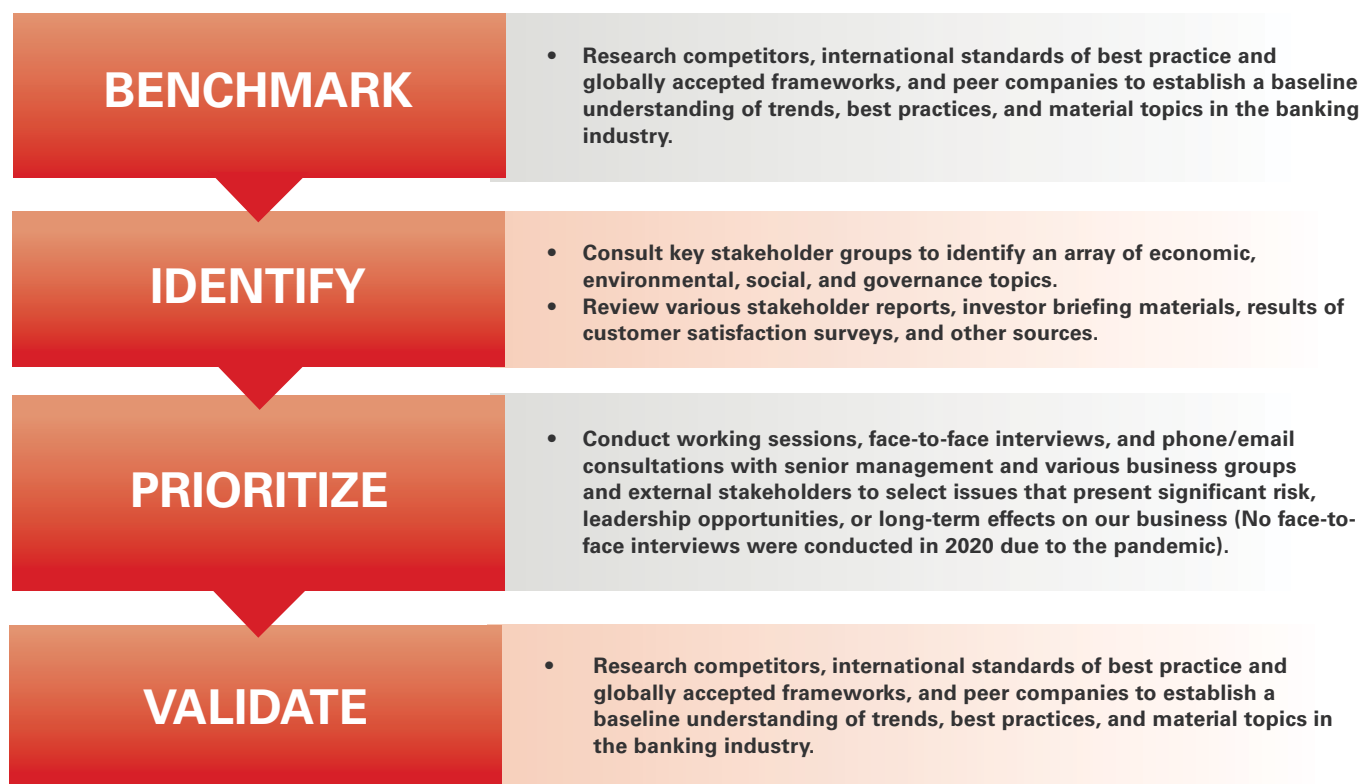 BENCHMARK
• Research competitors, international standards of best practice and
globally accepted frameworks, and peer companies to establish a baseline
understanding of trends, best practices, and material topics in the banking
industry.
IDENTIFY
• Consult key stakeholder groups to identify an array of economic,
environmental, social, and governance topics.
• Review various stakeholder reports, investor briefing materials, results of
customer satisfaction surveys, and other sources.
PRIORITIZE
• Conduct working sessions, face-to-face interviews, and phone/email
consultations with senior management and various business groups
and external stakeholders to select issues that present significant risk,
leadership opportunities, or long-term effects on our business (No face-to-
face interviews were conducted in 2020 due to the pandemic).
VALIDATE
• Research competitors, international standards of best practice and
globally accepted frameworks, and peer companies to establish a
baseline understanding of trends, best practices, and material topics in
the banking industry.